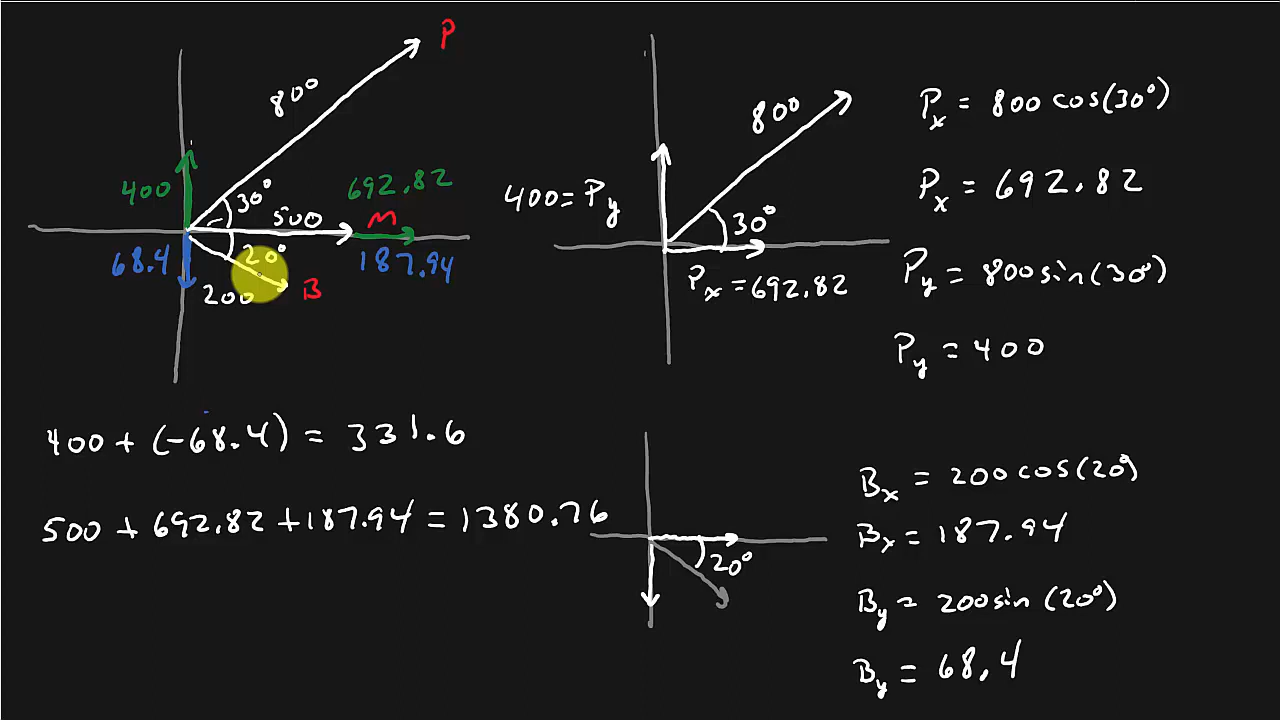 P
800
400
30°
692.82
500
M
68.4
20°
187.94
200
B
800
400 = Py
30°
Px = 692.82
Px = 800 cos(30°)
Px = 692.82
Py = 800 sin(30°)
Py = 400
400 + (-68.4) = 331.6
500 + 692.82 + 187.94 = 1380.76
20°
Bx = 200 cos(20°)
Bx = 187.94
By = 200 sin (20°)
By = 68.4